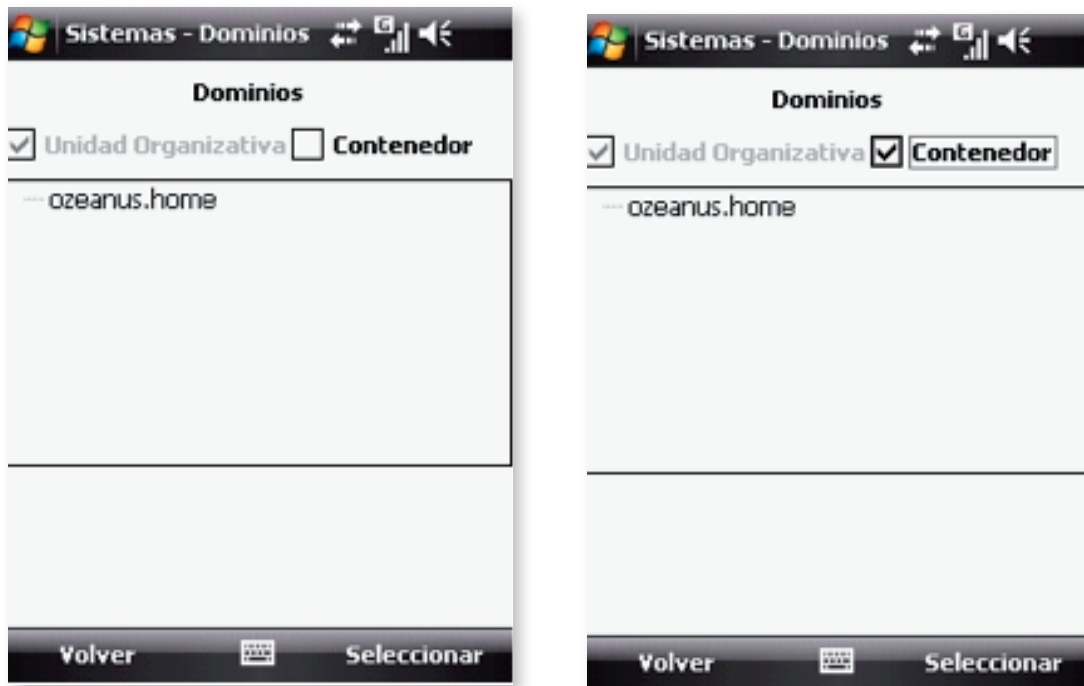 Sistemas - Dominios
Dominios
Unidad Organizativa Contenedor
ozeanus.home
Volver Seleccionar
Sistemas - Dominios
Dominios
Unidad Organizativa Contenedor
ozeanus.home
Volver Seleccionar